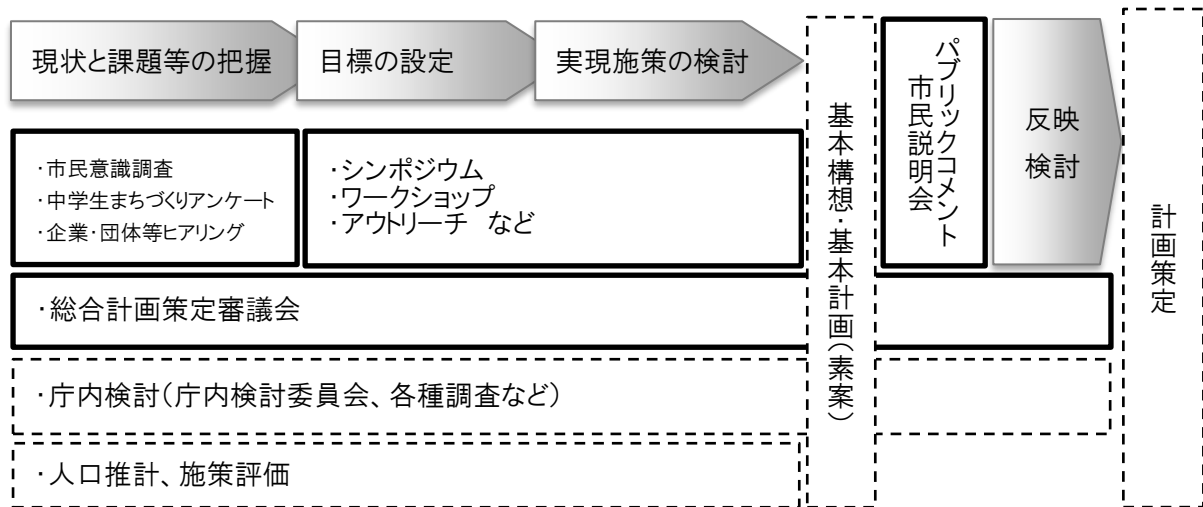 現状と課題等の把握
目標の設定
実現施策の検討
・市民意識調査
・中学生まちづくりアンケート
・企業・団体等ヒアリング
・シンポジウム
・ワークショップ
・アウトリーチ など
・総合計画策定審議会
・庁内検討(庁内検討委員会、各種調査など)
・人口推計、施策評価
基本構想・基本計画(素案)
パブリックコメント
市民説明会
反映
検討
計画策定